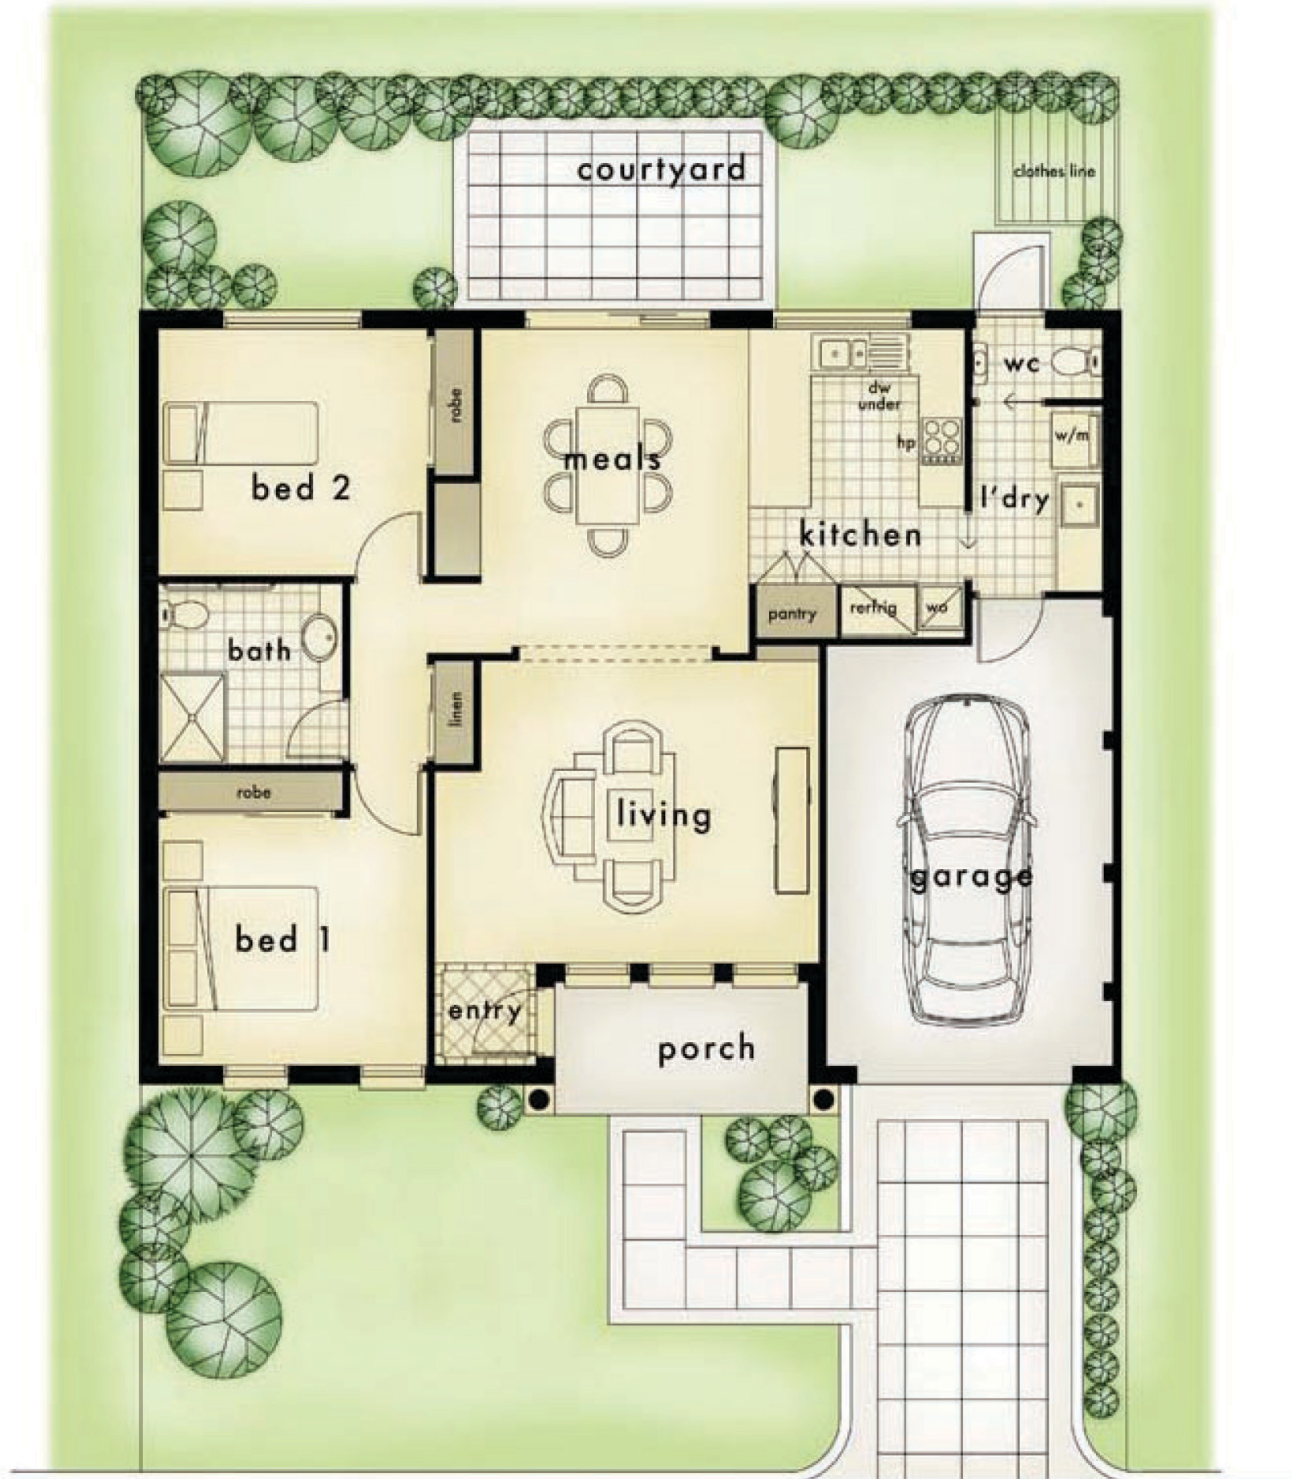 courtyard
clothes line
robe
wc
dw
under
hp
w/m
meals
bed 2
l'dry
kitchen
pantry
rerfrig
wo
bath
linen
robe
living
garage
bed 1
entry
porch